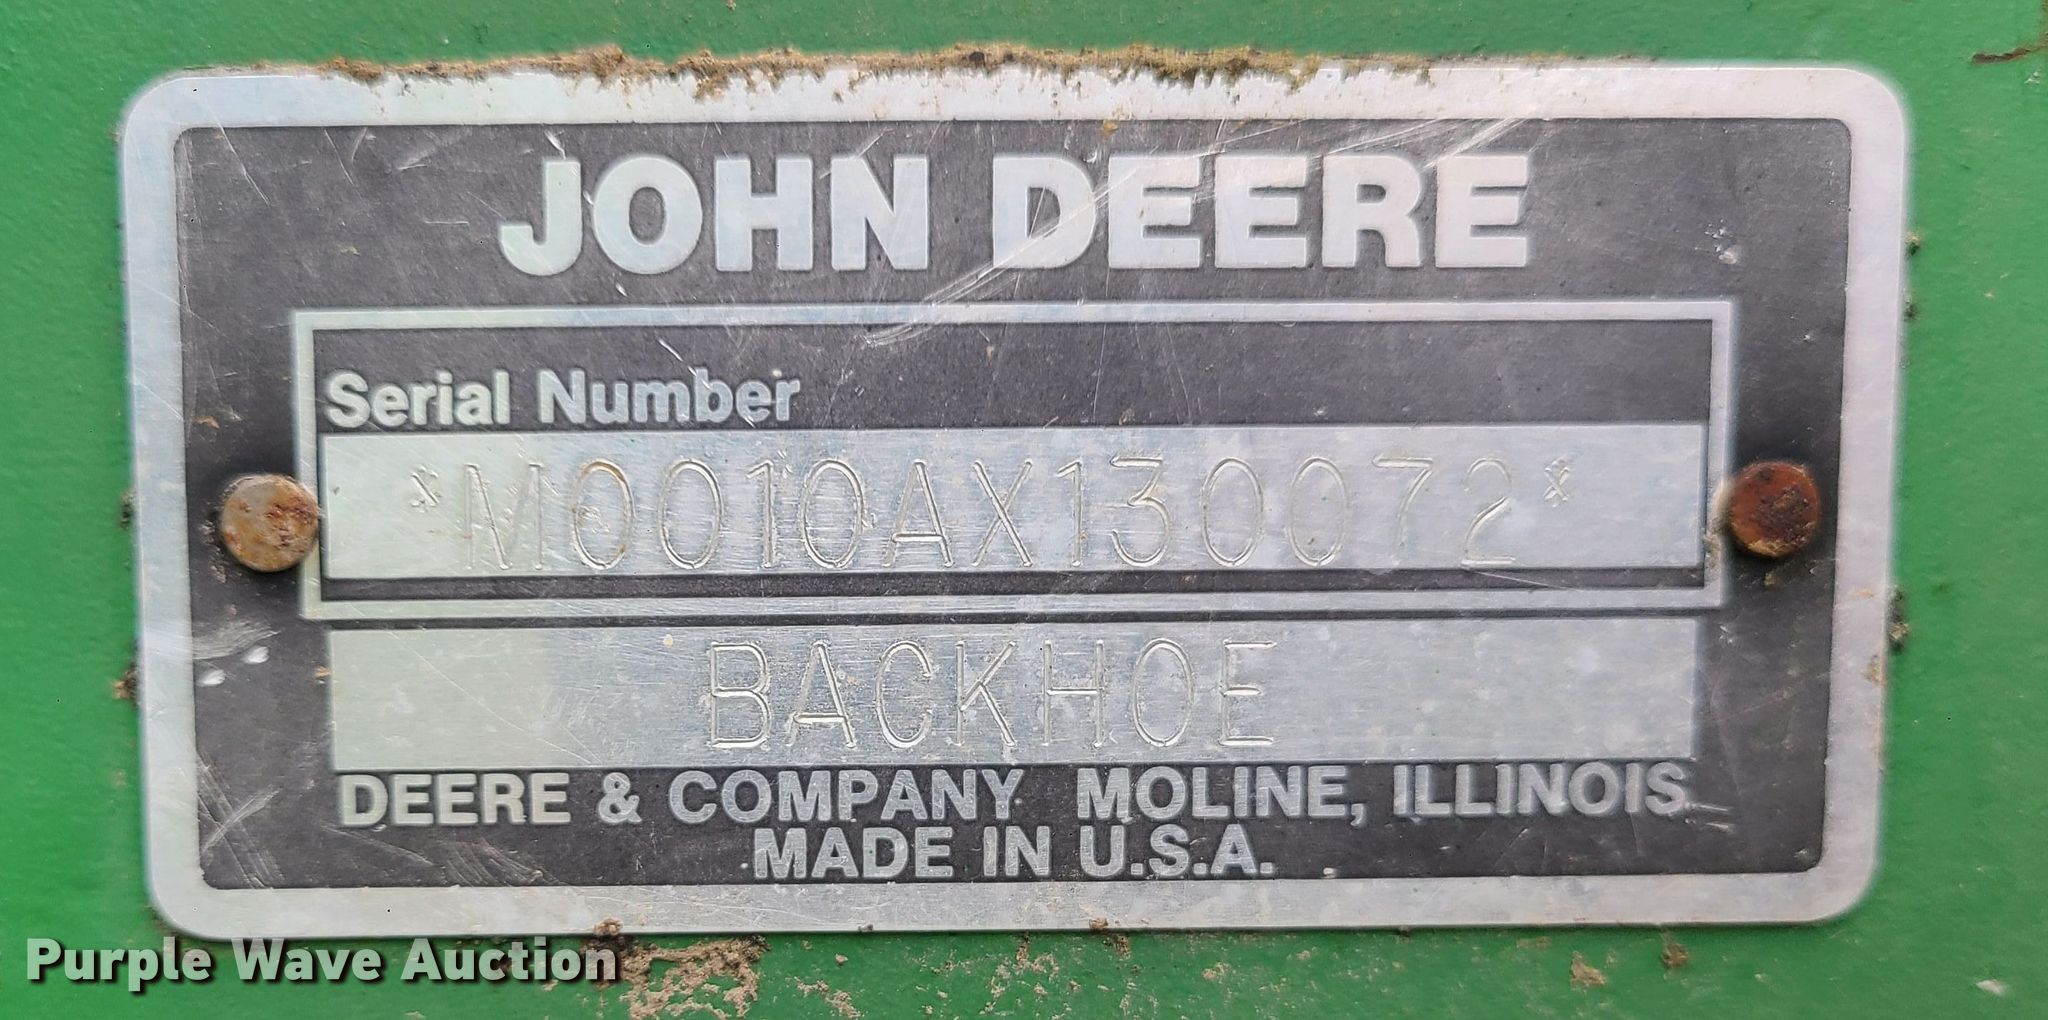 JOHN DEERE
Serial Number
*M0010AX130072*
BACKHOE
DEERE & COMPANY MOLINE, ILLINOIS
MADE IN U.S.A.
Purple Wave Auction